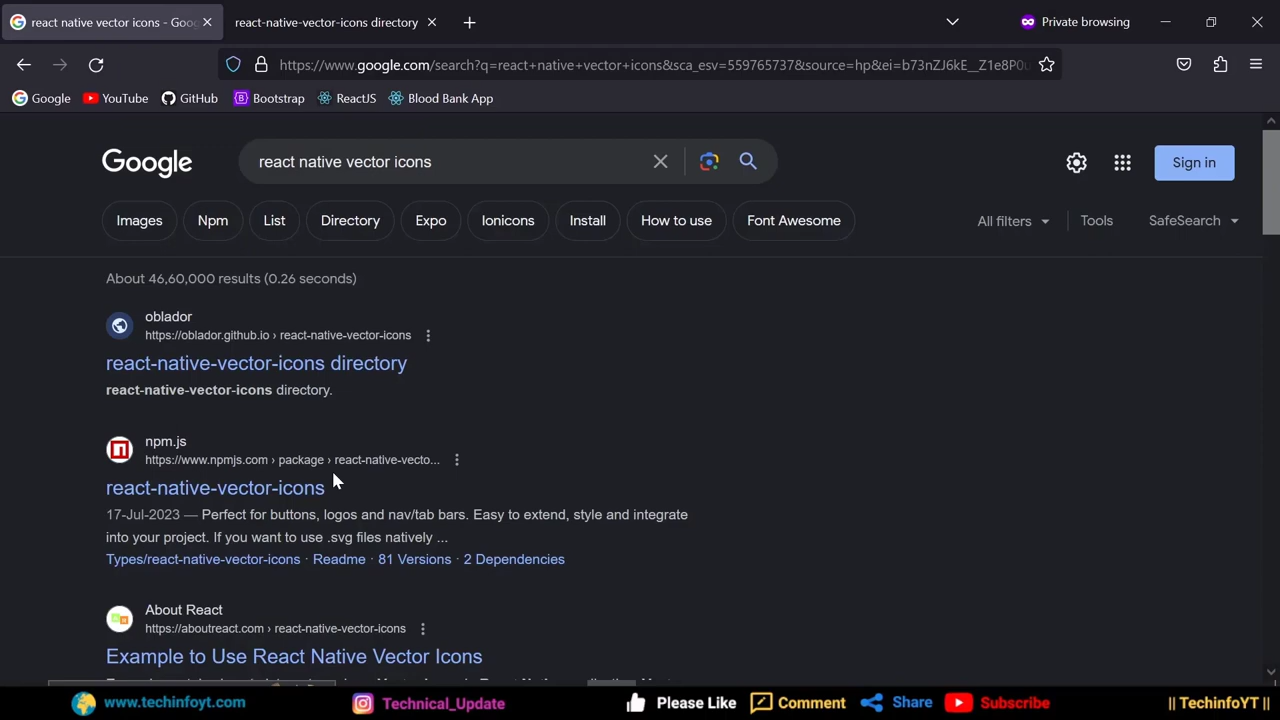 react native vector icons - Goo
react-native-vector-icons directory
Private browsing
https://www.google.com/search?q=react+native+vector+icons&sca_esv=559765737&source=hp&ei=b73nZJ6kE__Z1e8P0u
Google
YouTube
GitHub
Bootstrap
ReactJS
Blood Bank App
Google
react native vector icons
Sign in
Images
Npm
List
Directory
Expo
Ionicons
Install
How to use
Font Awesome
All filters
Tools
SafeSearch
About 46,60,000 results (0.26 seconds)
oblador
https://oblador.github.io › react-native-vector-icons
react-native-vector-icons directory
react-native-vector-icons directory.
npm.js
https://www.npmjs.com › package › react-native-vecto...
react-native-vector-icons
17-Jul-2023 — Perfect for buttons, logos and nav/tab bars. Easy to extend, style and integrate
into your project. If you want to use .svg files natively ...
Types/react-native-vector-icons · Readme · 81 Versions · 2 Dependencies
About React
https://aboutreact.com › react-native-vector-icons
Example to Use React Native Vector Icons
www.techinfoyt.com
Technical_Update
Please Like
Comment
Share
Subscribe
|| TechinfoYT ||